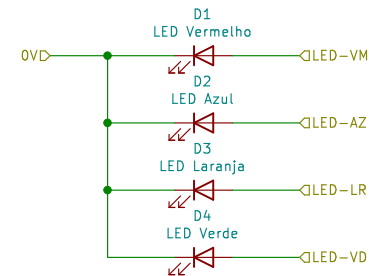 D1
LED Vermelho
0V
LED-VM
D2
LED Azul
LED-AZ
D3
LED Laranja
LED-LR
D4
LED Verde
LED-VD